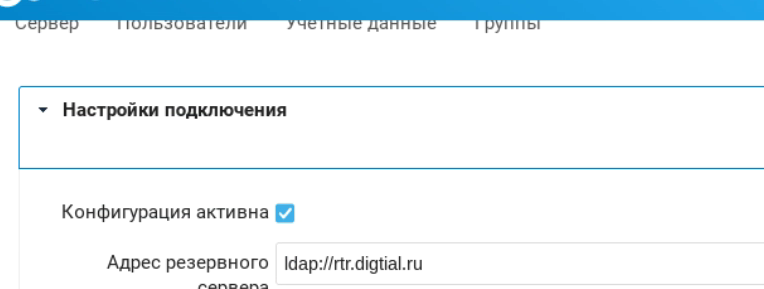 Сервер Пользователи Учетные данные Группы
Настройки подключения
Конфигурация активна
Адрес резервного ldap://rtr.digtial.ru
сервера